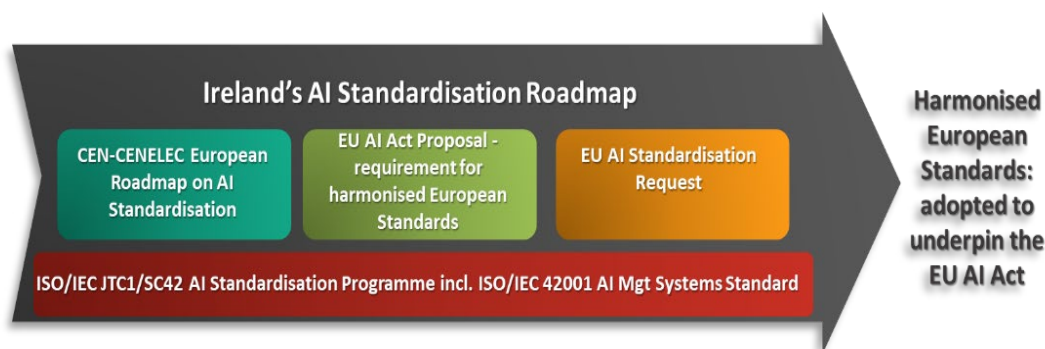 Ireland’s AI Standardisation Roadmap
CEN-CENELEC European
Roadmap on AI
Standardisation
EU AI Act Proposal -
requirement for
harmonised European
Standards
EU AI Standardisation
Request
ISO/IEC JTC1/SC42 AI Standardisation Programme incl. ISO/IEC 42001 AI Mgt Systems Standard
Harmonised
European
Standards:
adopted to
underpin the
EU AI Act